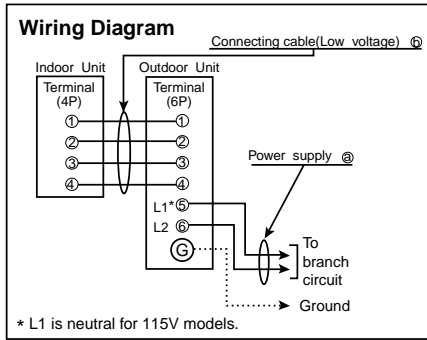 Wiring Diagram
Connecting cable(Low voltage) ⓑ
Indoor Unit
Outdoor Unit
Terminal
(4P)
Terminal
(6P)
① ①
② ②
③ ③
④ ④
L1* ⑤
L2 ⑥
Ⓖ
Power supply ⓐ
To
branch
circuit
Ground
* L1 is neutral for 115V models.